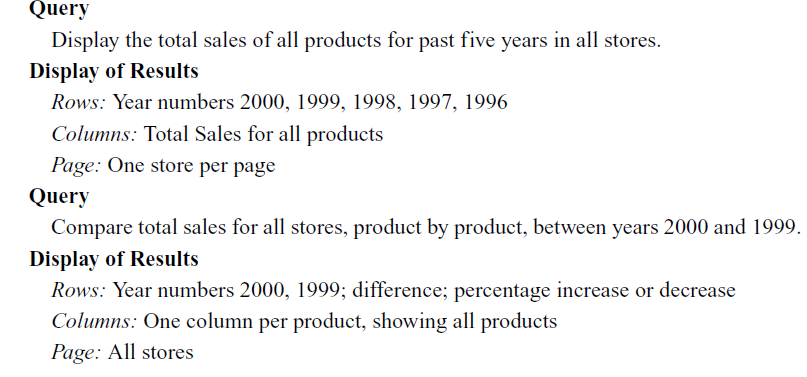 Query
Display the total sales of all products for past five years in all stores.
Display of Results
Rows: Year numbers 2000, 1999, 1998, 1997, 1996
Columns: Total Sales for all products
Page: One store per page
Query
Compare total sales for all stores, product by product, between years 2000 and 1999.
Display of Results
Rows: Year numbers 2000, 1999; difference; percentage increase or decrease
Columns: One column per product, showing all products
Page: All stores